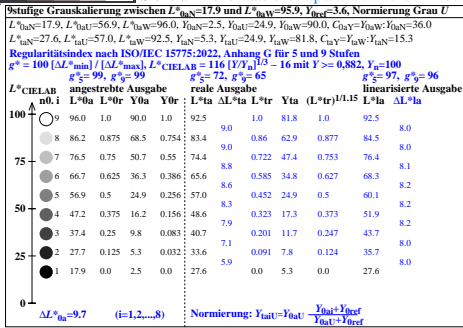 9stufige Grauskalierung zwischen L*0aN=17.9 und L*0aW=95.9, Y0ref=3.6, Normierung Grau U
L*0aN=17.9, L*0aU=56.9, L*0aW=96.0, Y0aN=2.5, Y0aU=24.9, Y0aW=90.0, C0aY=Y0aW:Y0aN=36.0
L*taN=27.6, L*taU=57.0, L*taW=92.5, YtaN=5.3, YtaU=24.9, YtaW=81.8, CtaY=YtaW:YtaN=15.3
Regularitätsindex nach ISO/IEC 15775:2022, Anhang G für 5 und 9 Stufen
g* = 100 [ΔL*min] / [ΔL*max], L*CIELAB = 116 [Y/Yn]1/3 − 16 mit Y >= 0,882, Yn=100
g*5= 99, g*9= 99 g*5= 72, g*9= 65 g*5= 97, g*9= 96
L*CIELAB angestrebte Ausgabe reale Ausgabe linearisierte Ausgabe
n0. i L*0a L*0r Y0a Y0r L*ta ΔL*ta L*tr Yta (L*tr)1/1.15 L*la ΔL*la
9 96.0 1.0 90.0 1.0 92.5 1.0 81.8 1.0 92.5
100
9.0 8.0
8 86.2 0.875 68.5 0.754 83.4 0.86 62.9 0.877 84.5
9.0 8.0
75
7 76.5 0.75 50.7 0.55 74.4 0.722 47.4 0.753 76.4
8.8 8.1
6 66.7 0.625 36.3 0.386 65.6 0.585 34.8 0.627 68.3
8.6 8.2
5 56.9 0.5 24.9 0.256 57.0 0.452 24.9 0.5 60.1
50
8.3 8.2
4 47.2 0.375 16.2 0.156 48.6 0.323 17.3 0.373 51.9
7.9 8.2
3 37.4 0.25 9.8 0.083 40.7 0.201 11.7 0.247 43.7
7.1 8.0
25
2 27.7 0.125 5.3 0.032 33.6 0.091 7.8 0.124 35.7
5.9 8.0
1 17.9 0.0 2.5 0.0 27.6 0.0 5.3 0.0 27.6
0
ΔL*0a=9.7 (i=1,2,...,8) Normierung: YtaiU=Y0aU Y0ai+Y0ref
Y0aU+Y0ref